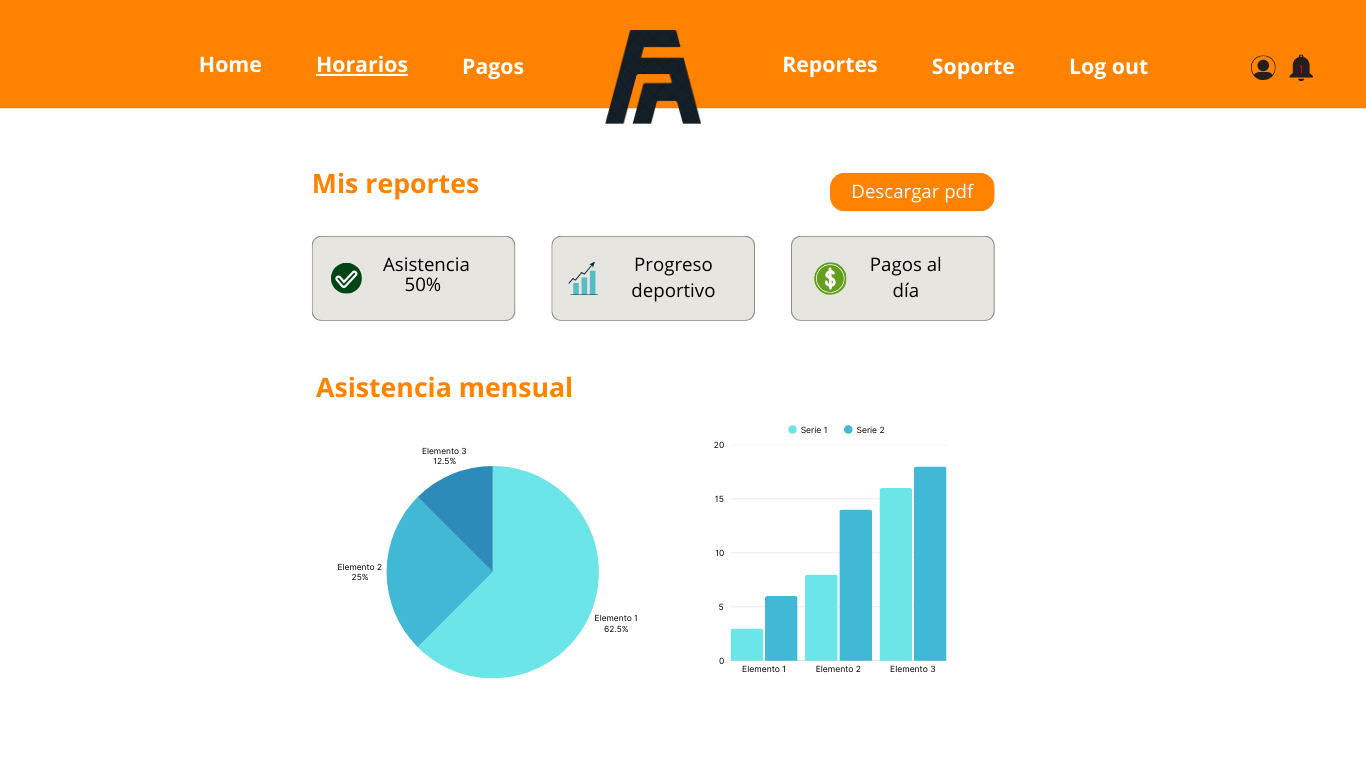 Home
Horarios
Pagos
FA
Reportes
Soporte
Log out
Mis reportes
Descargar pdf
Asistencia
50%
Progreso
deportivo
Pagos al
día
Asistencia mensual
Elemento 3
12.5%
Elemento 2
25%
Elemento 1
62.5%
Serie 1
Serie 2
20
15
10
5
0
Elemento 1
Elemento 2
Elemento 3